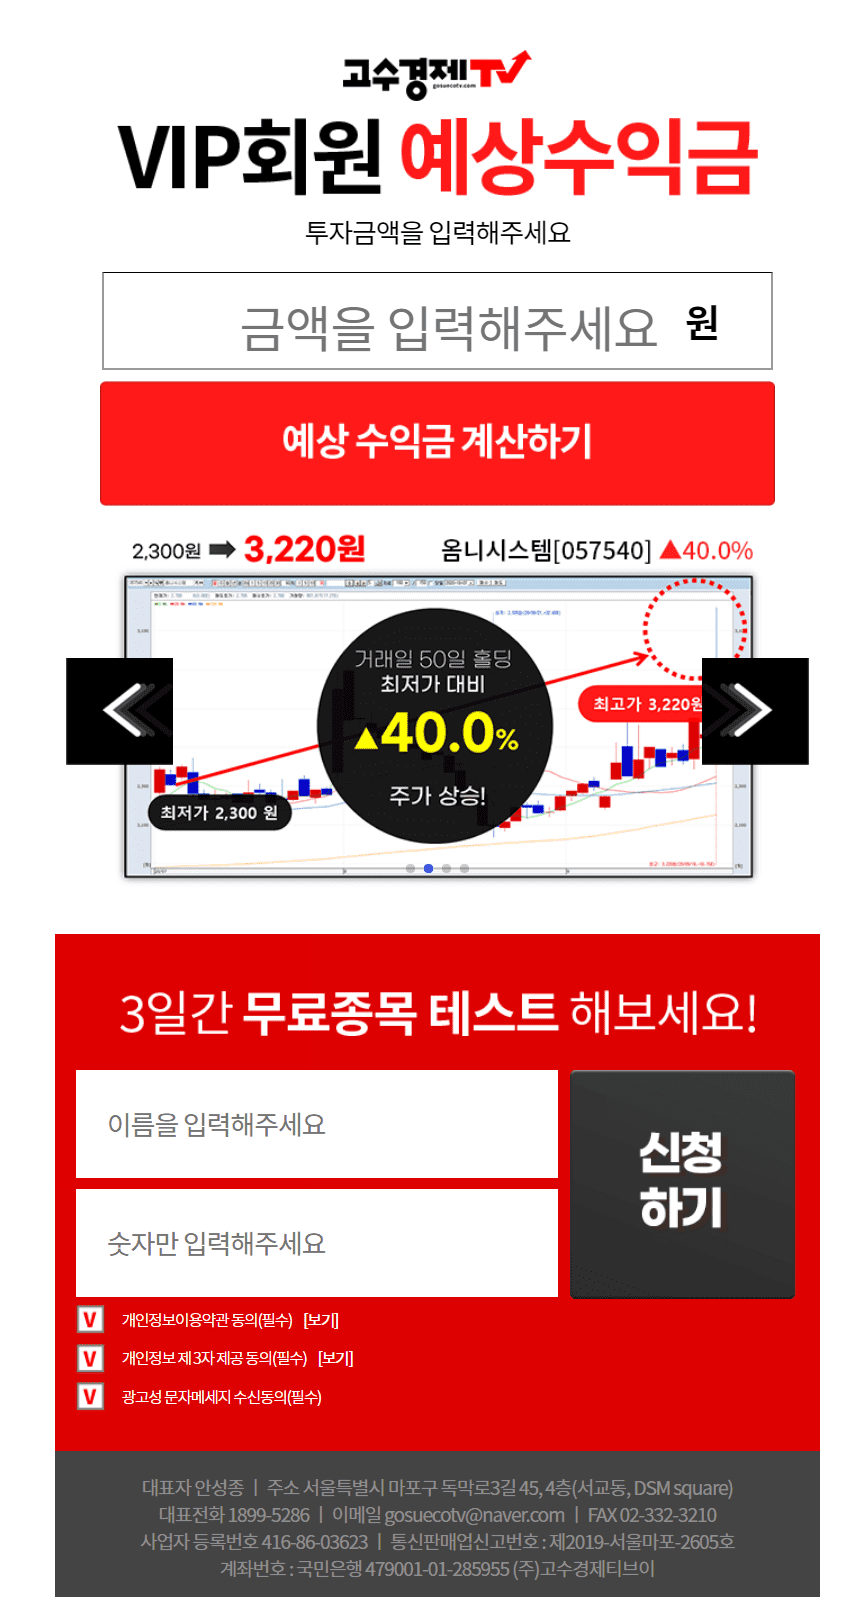 고수경제TV
gosuecotv.com
VIP회원 예상수익금
투자금액을 입력해주세요
금액을 입력해주세요 원
예상 수익금 계산하기
2,300원 ➡ 3,220원 옴니시스템[057540] ▲40.0%
거래일 50일 홀딩
최저가 대비
▲40.0%
주가 상승!
최고가 3,220원
최저가 2,300 원
3일간 무료종목 테스트 해보세요!
이름을 입력해주세요
숫자만 입력해주세요
신청
하기
V 개인정보이용약관 동의(필수) [보기]
V 개인정보 제 3자 제공 동의(필수) [보기]
V 광고성 문자메세지 수신동의(필수)
대표자 안성종 ㅣ 주소 서울특별시 마포구 독막로3길 45, 4층(서교동, DSM square)
대표전화 1899-5286 ㅣ 이메일 gosuecotv@naver.com ㅣ FAX 02-332-3210
사업자 등록번호 416-86-03623 ㅣ 통신판매업신고번호 : 제2019-서울마포-2605호
계좌번호 : 국민은행 479001-01-285955 (주)고수경제티브이